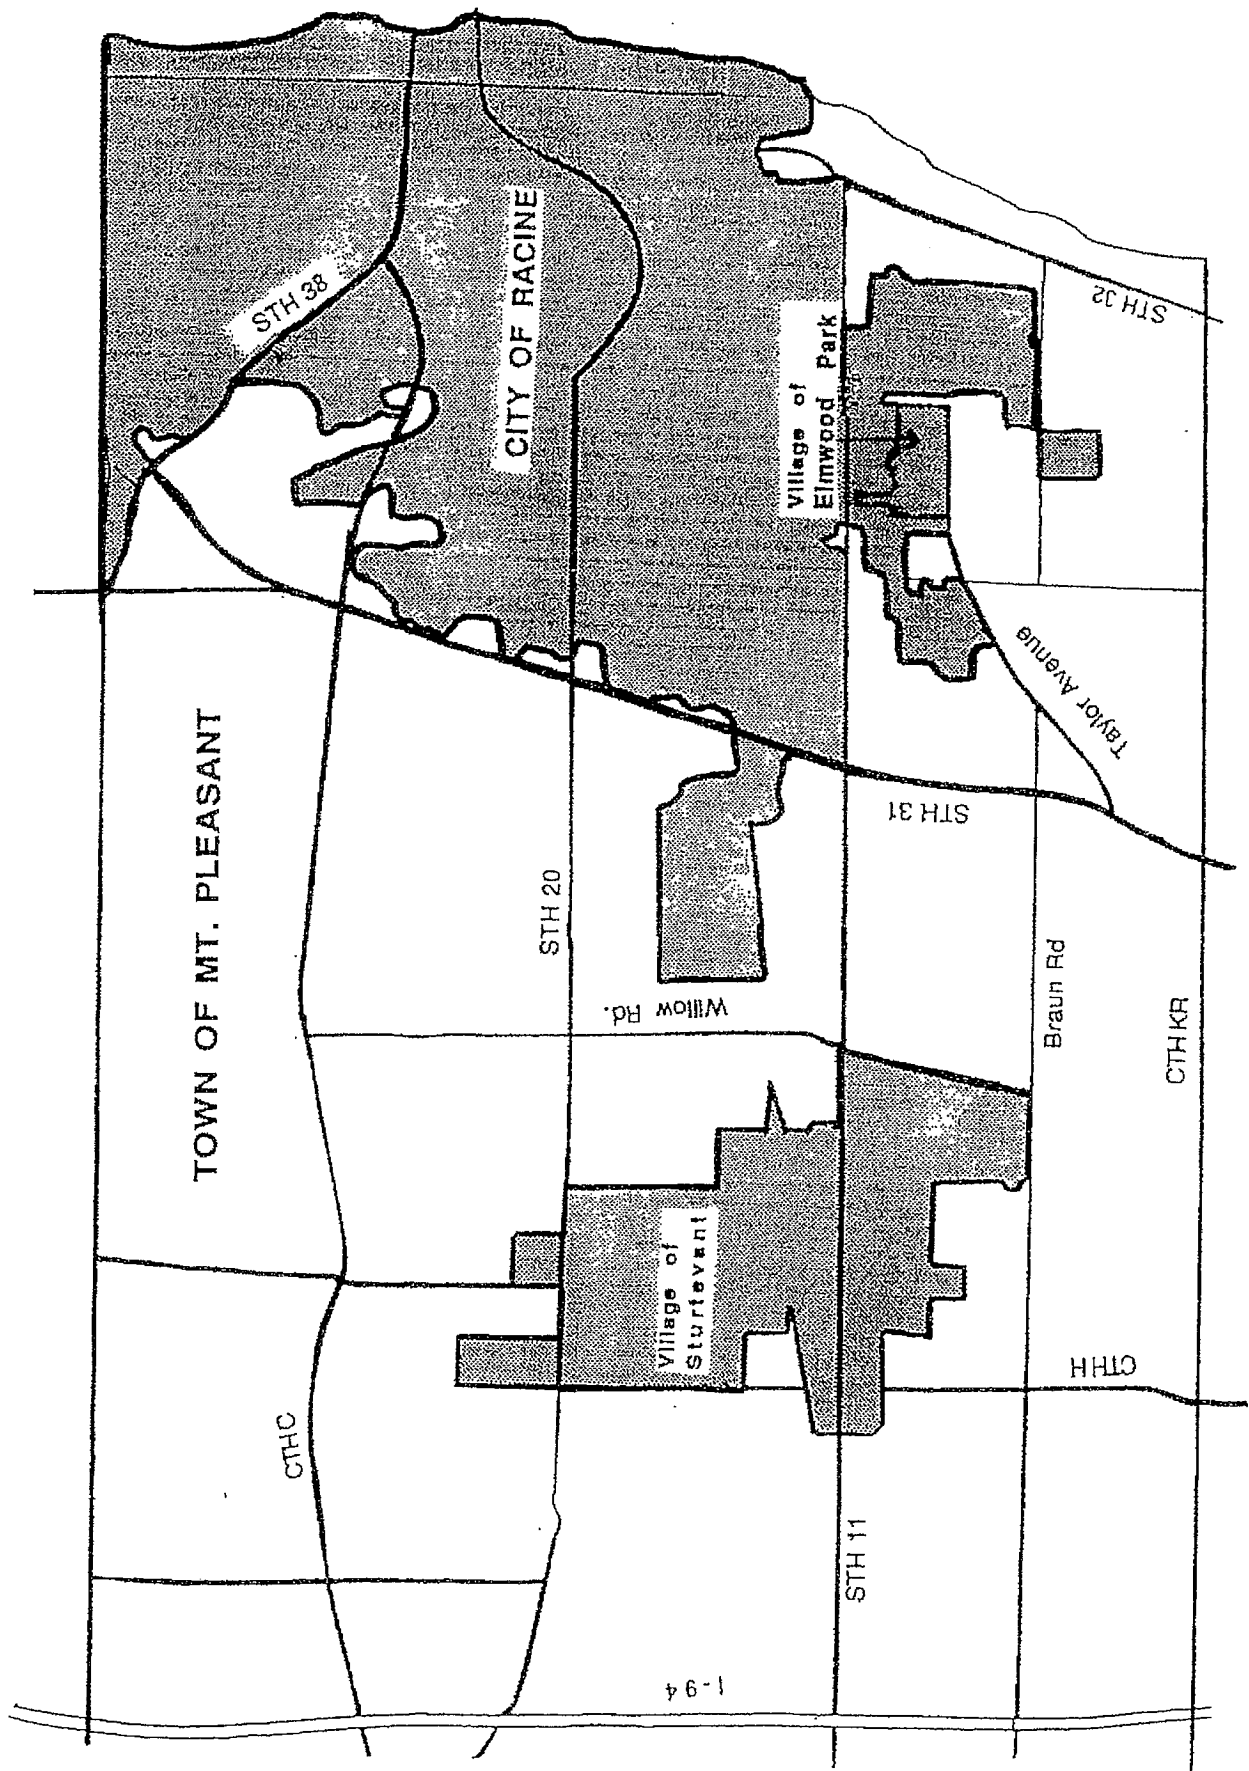 TOWN OF MT. PLEASANT
CITY OF RACINE
STH 38
Village of
Elmwood Park
Village of
Sturtevant
CTH C
STH 20
Willow Rd.
STH 11
STH 31
STH 32
Taylor Avenue
Braun Rd
CTH KR
CTH H
I-94